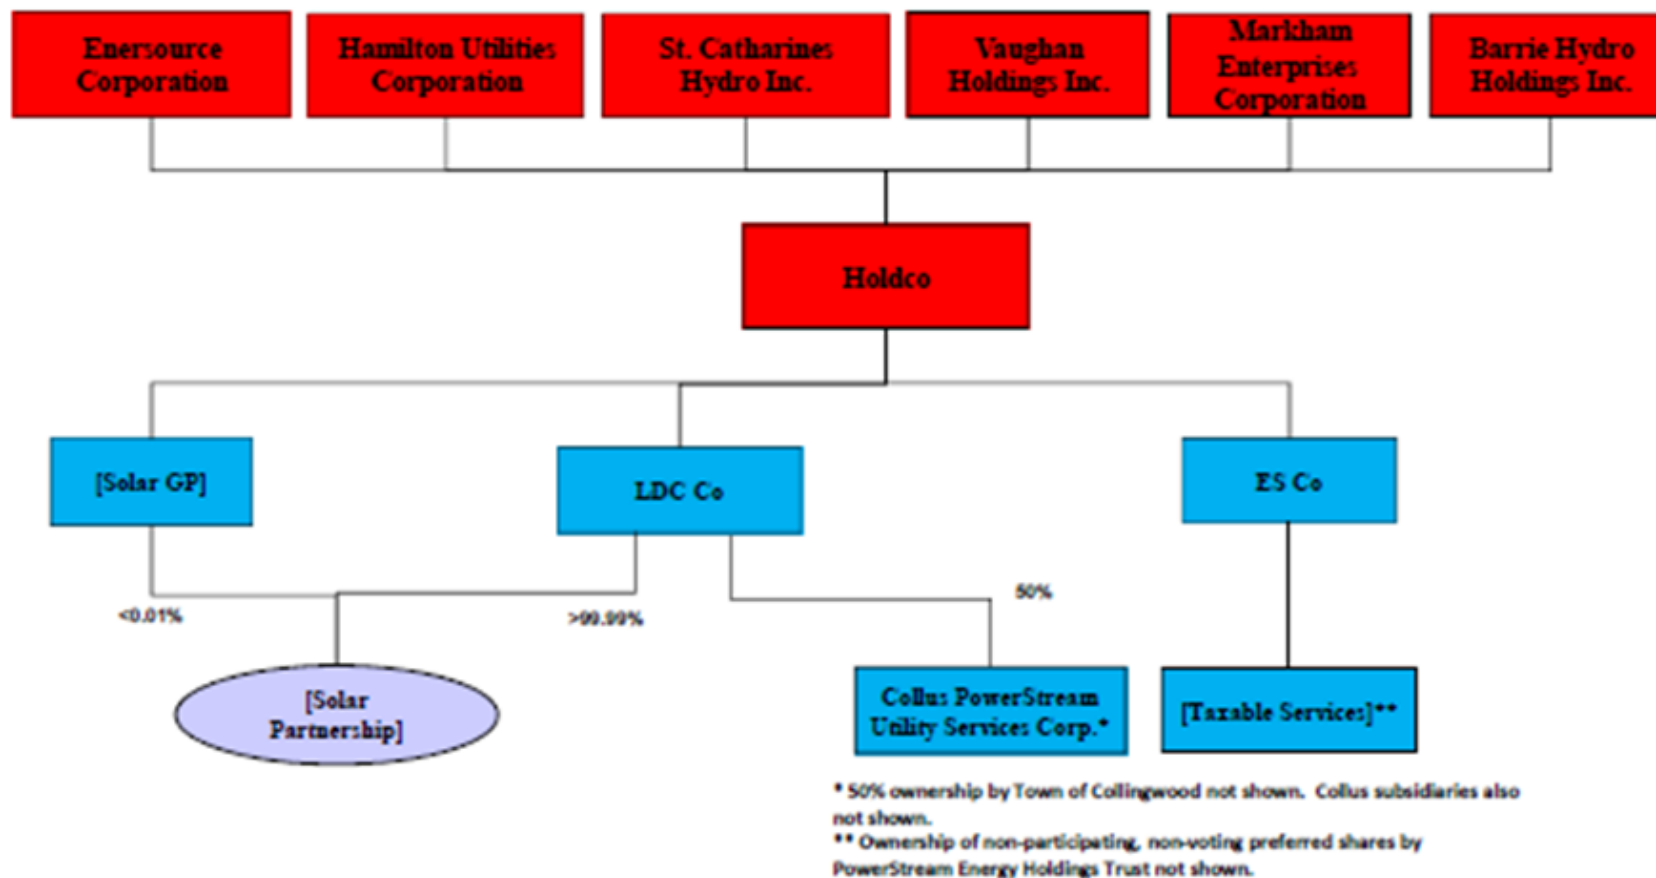 Enersource
Corporation
Hamilton Utilities
Corporation
St. Catharines
Hydro Inc.
Vaughan
Holdings Inc.
Markham
Enterprises
Corporation
Barrie Hydro
Holdings Inc.
Holdco
[Solar GP]
LDC Co
ES Co
<0.01%
>99.99%
50%
[Solar
Partnership]
Collus PowerStream
Utility Services Corp.*
[Taxable Services]**
* 50% ownership by Town of Collingwood not shown. Collus subsidiaries also
not shown.
** Ownership of non-participating, non-voting preferred shares by
PowerStream Energy Holdings Trust not shown.